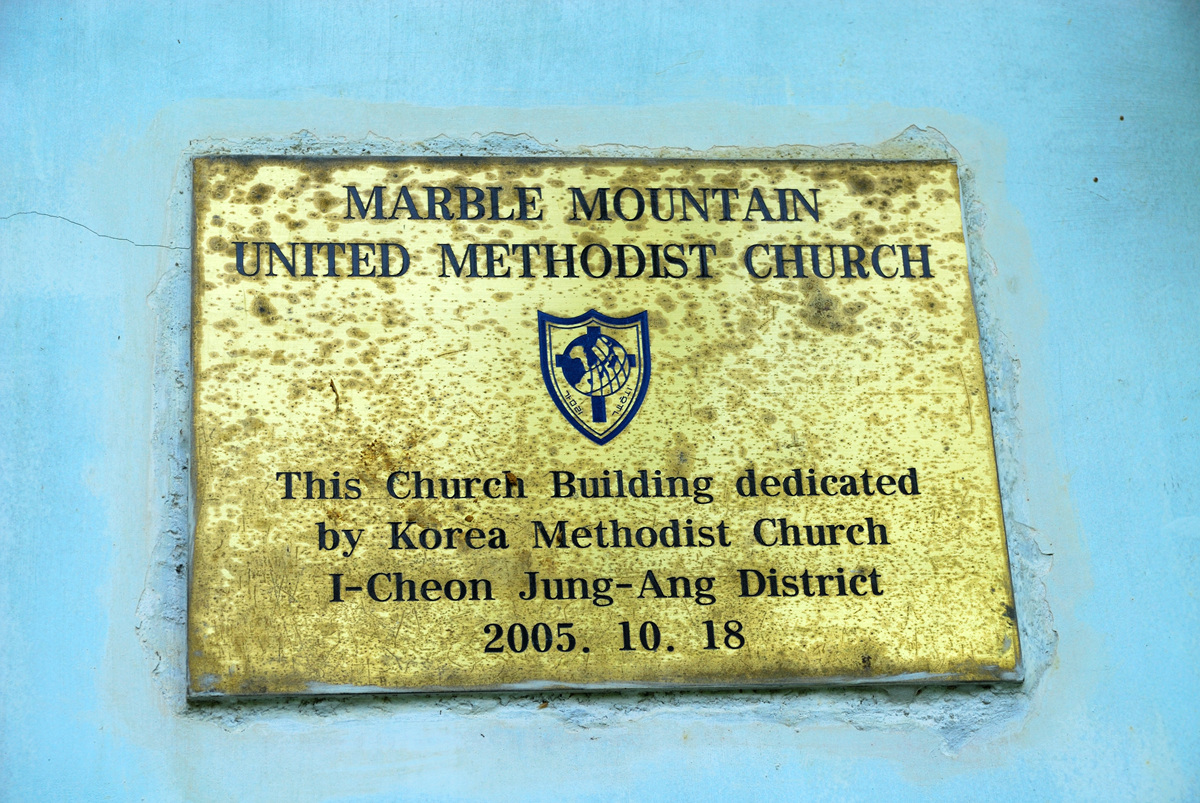 MARBLE MOUNTAIN
UNITED METHODIST CHURCH
This Church Building dedicated
by Korea Methodist Church
I-Cheon Jung-Ang District
2005. 10. 18